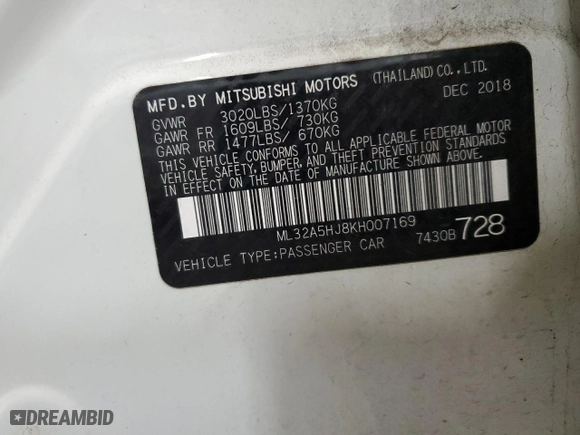 MFD.BY MITSUBISHI MOTORS (THAILAND) CO.,LTD.
GVWR 3020LBS/1370KG DEC 2018
GAWR FR 1609LBS/ 730KG
GAWR RR 1477LBS/ 670KG
THIS VEHICLE CONFORMS TO ALL APPLICABLE FEDERAL MOTOR
VEHICLE SAFETY, BUMPER, AND THEFT PREVENTION STANDARDS
IN EFFECT ON THE DATE OF MANUFACTURE SHOWN ABOVE.
ML32A5HJ8KH007169
VEHICLE TYPE:PASSENGER CAR 7430B 728
DREAMBID